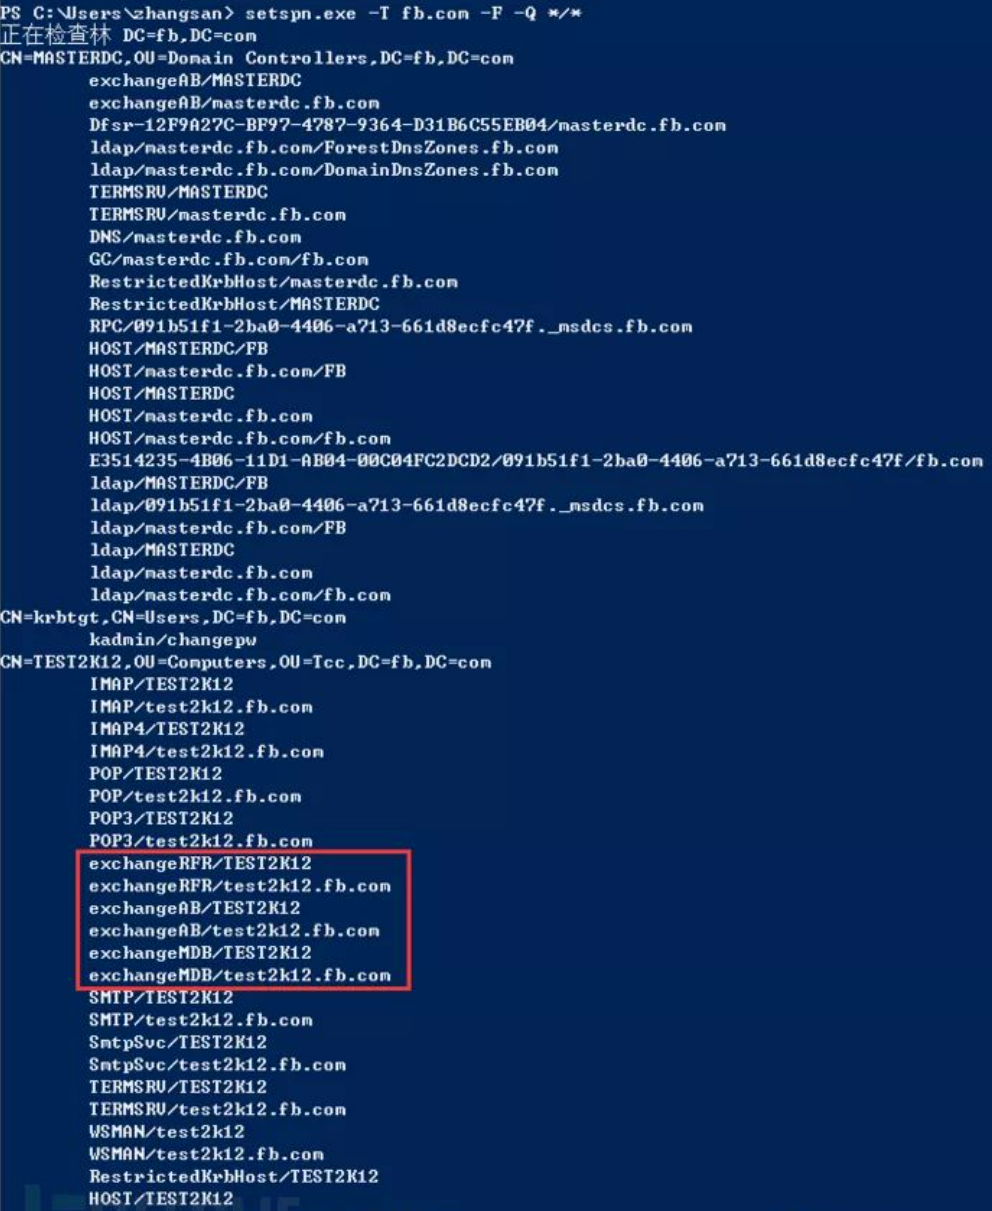 PS C:\Users\zhangsan> setspn.exe -T fb.com -F -Q */*
正在检查林 DC=fb,DC=com
CN=MASTERDC,OU=Domain Controllers,DC=fb,DC=com
exchangeAB/MASTERDC
exchangeAB/masterdc.fb.com
Dfsr-12F9A27C-BF97-4787-9364-D31B6C55EB04/masterdc.fb.com
ldap/masterdc.fb.com/ForestDnsZones.fb.com
ldap/masterdc.fb.com/DomainDnsZones.fb.com
TERMSRV/MASTERDC
TERMSRV/masterdc.fb.com
DNS/masterdc.fb.com
GC/masterdc.fb.com/fb.com
RestrictedKrbHost/masterdc.fb.com
RestrictedKrbHost/MASTERDC
RPC/091b51f1-2ba0-4406-a713-661d8ecfc47f._msdcs.fb.com
HOST/MASTERDC/FB
HOST/masterdc.fb.com/FB
HOST/MASTERDC
HOST/masterdc.fb.com
HOST/masterdc.fb.com/fb.com
E3514235-4B06-11D1-AB04-00C04FC2DCD2/091b51f1-2ba0-4406-a713-661d8ecfc47f/fb.com
ldap/MASTERDC/FB
ldap/091b51f1-2ba0-4406-a713-661d8ecfc47f._msdcs.fb.com
ldap/masterdc.fb.com/FB
ldap/MASTERDC
ldap/masterdc.fb.com
ldap/masterdc.fb.com/fb.com
CN=krbtgt,CN=Users,DC=fb,DC=com
kadmin/changepw
CN=TEST2K12,OU=Computers,OU=Tcc,DC=fb,DC=com
IMAP/TEST2K12
IMAP/test2k12.fb.com
IMAP4/TEST2K12
IMAP4/test2k12.fb.com
POP/TEST2K12
POP/test2k12.fb.com
POP3/TEST2K12
POP3/test2k12.fb.com
exchangeRFR/TEST2K12
exchangeRFR/test2k12.fb.com
exchangeAB/TEST2K12
exchangeAB/test2k12.fb.com
exchangeMDB/TEST2K12
exchangeMDB/test2k12.fb.com
SMTP/TEST2K12
SMTP/test2k12.fb.com
SmtpSvc/TEST2K12
SmtpSvc/test2k12.fb.com
TERMSRV/TEST2K12
TERMSRV/test2k12.fb.com
WSMAN/test2k12
WSMAN/test2k12.fb.com
RestrictedKrbHost/TEST2K12
HOST/TEST2K12